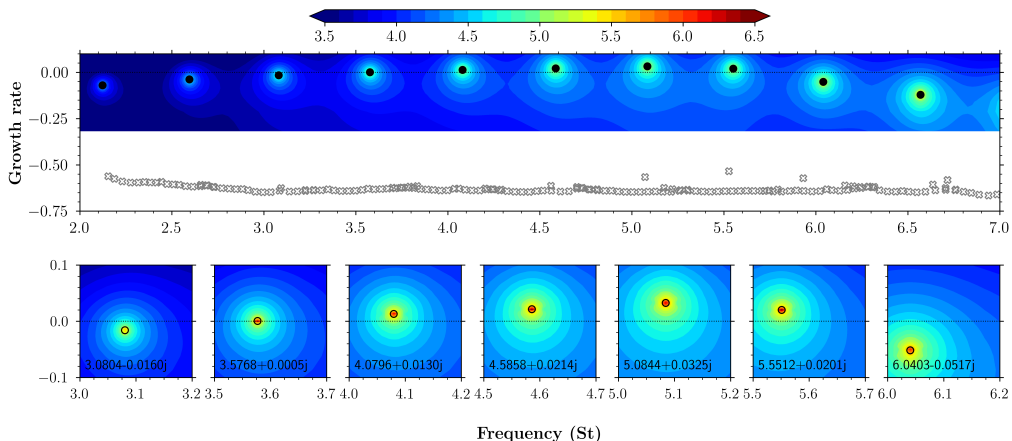 3.5 4.0 4.5 5.0 5.5 6.0 6.5
Growth rate
0.00
−0.25
−0.50
−0.75
2.0 2.5 3.0 3.5 4.0 4.5 5.0 5.5 6.0 6.5 7.0
0.1
0.0
−0.1
3.0804-0.0160j 3.5768+0.0005j 4.0796+0.0130j 4.5858+0.0214j 5.0844+0.0325j 5.5512+0.0201j 6.0403-0.0517j
3.0 3.1 3.2 3.5 3.6 3.7 4.0 4.1 4.2 4.5 4.6 4.7 5.0 5.1 5.2 5.5 5.6 5.7 6.0 6.1 6.2
Frequency (St)